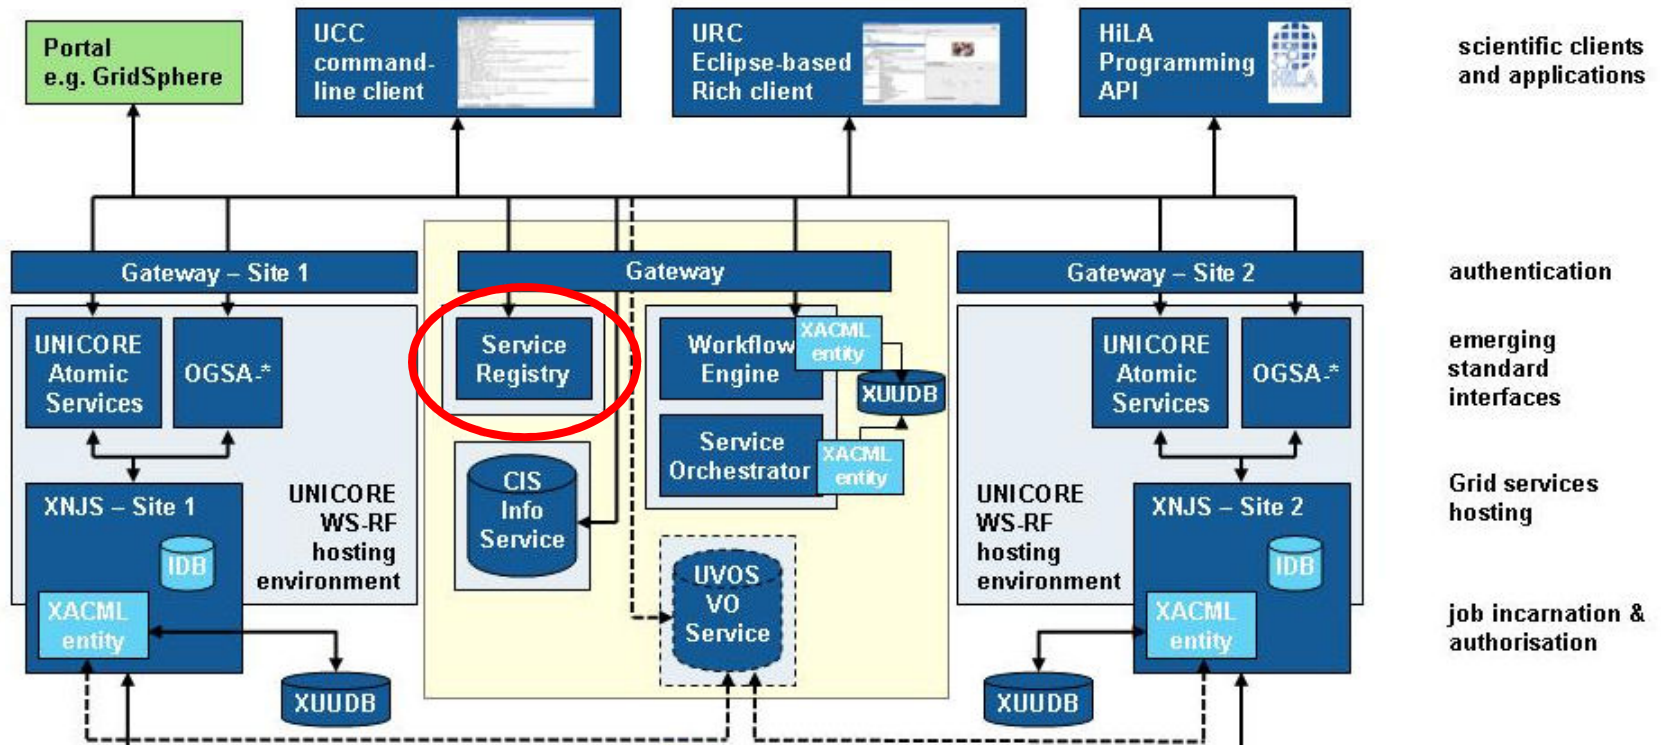 Portal
e.g. GridSphere
UCC
command-
line client
URC
Eclipse-based
Rich client
HiLA
Programming
API
HiLA
scientific clients
and applications
Gateway – Site 1
Gateway
Gateway – Site 2
authentication
UNICORE
Atomic
Services
OGSA-*
Service
Registry
Workflow
Engine
XACML
entity
XUUDB
UNICORE
Atomic
Services
OGSA-*
emerging
standard
interfaces
Service
Orchestrator
XACML
entity
CIS
Info
Service
XNJS – Site 1
IDB
UNICORE
WS-RF
hosting
environment
UNICORE
WS-RF
hosting
environment
XNJS – Site 2
IDB
Grid services
hosting
XACML
entity
XUUDB
UVOS
VO
Service
XACML
entity
XUUDB
job incarnation &
authorisation